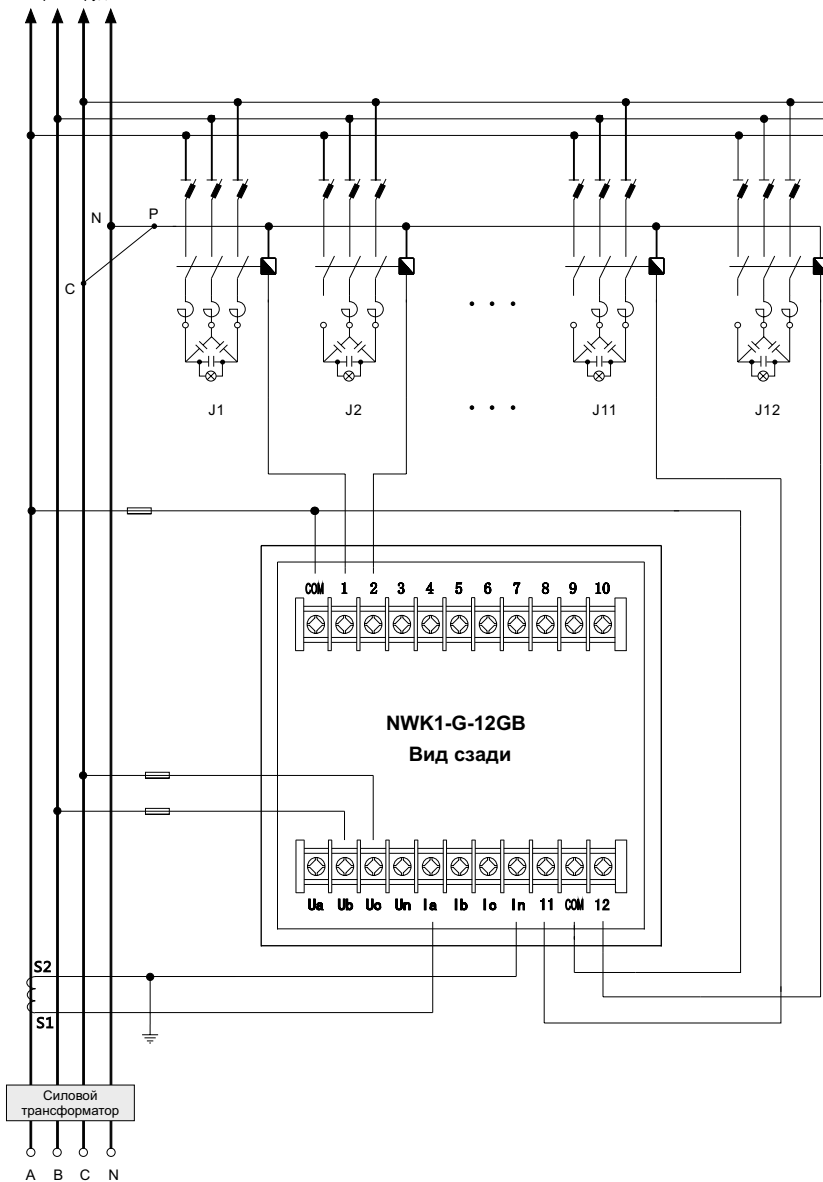 N
P
C
. . .
J1
J2
. . .
J11
J12
COM 1 2 3 4 5 6 7 8 9 10
NWK1-G-12GB
Вид сзади
Ua Ub Uc Un Ia Ib Ic In 11 COM 12
S2
S1
Силовой
трансформатор
A B C N